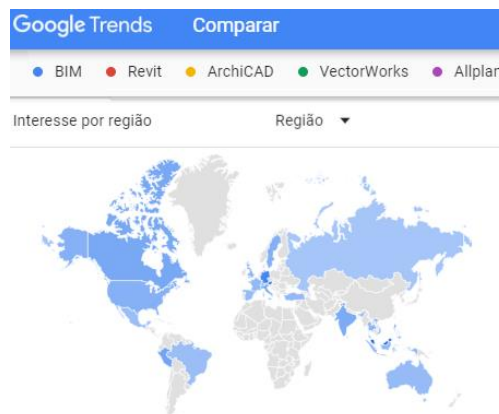 Google Trends Comparar
BIM Revit ArchiCAD VectorWorks Allplan
Interesse por região Região